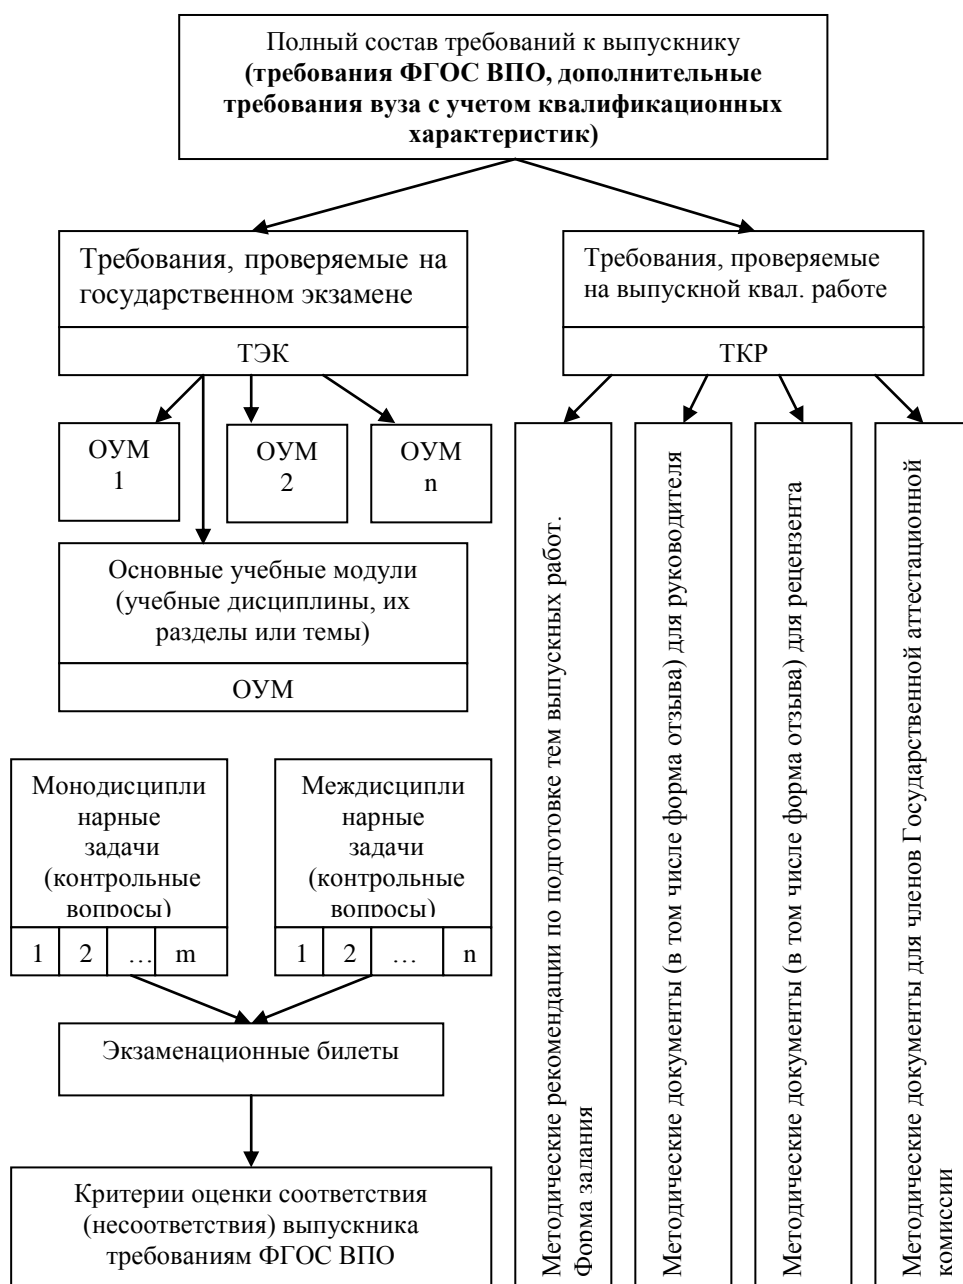 Полный состав требований к выпускнику
(требования ФГОС ВПО, дополнительные
требования вуза с учетом квалификационных
характеристик)
Требования, проверяемые на
государственном экзамене
ТЭК
Требования, проверяемые
на выпускной квал. работе
ТКР
ОУМ
1
ОУМ
2
ОУМ
n
Основные учебные модули
(учебные дисциплины, их
разделы или темы)
ОУМ
Монодисципли
нарные
задачи
(контрольные
вопросы)
1 2 … m
Междисципли
нарные
задачи
(контрольные
вопросы)
1 2 … n
Экзаменационные билеты
Критерии оценки соответствия
(несоответствия) выпускника
требованиям ФГОС ВПО
Методические рекомендации по подготовке тем выпускных работ.
Форма задания
Методические документы (в том числе форма отзыва) для руководителя
Методические документы (в том числе форма отзыва) для рецензента
Методические документы для членов Государственной аттестационной
комиссии